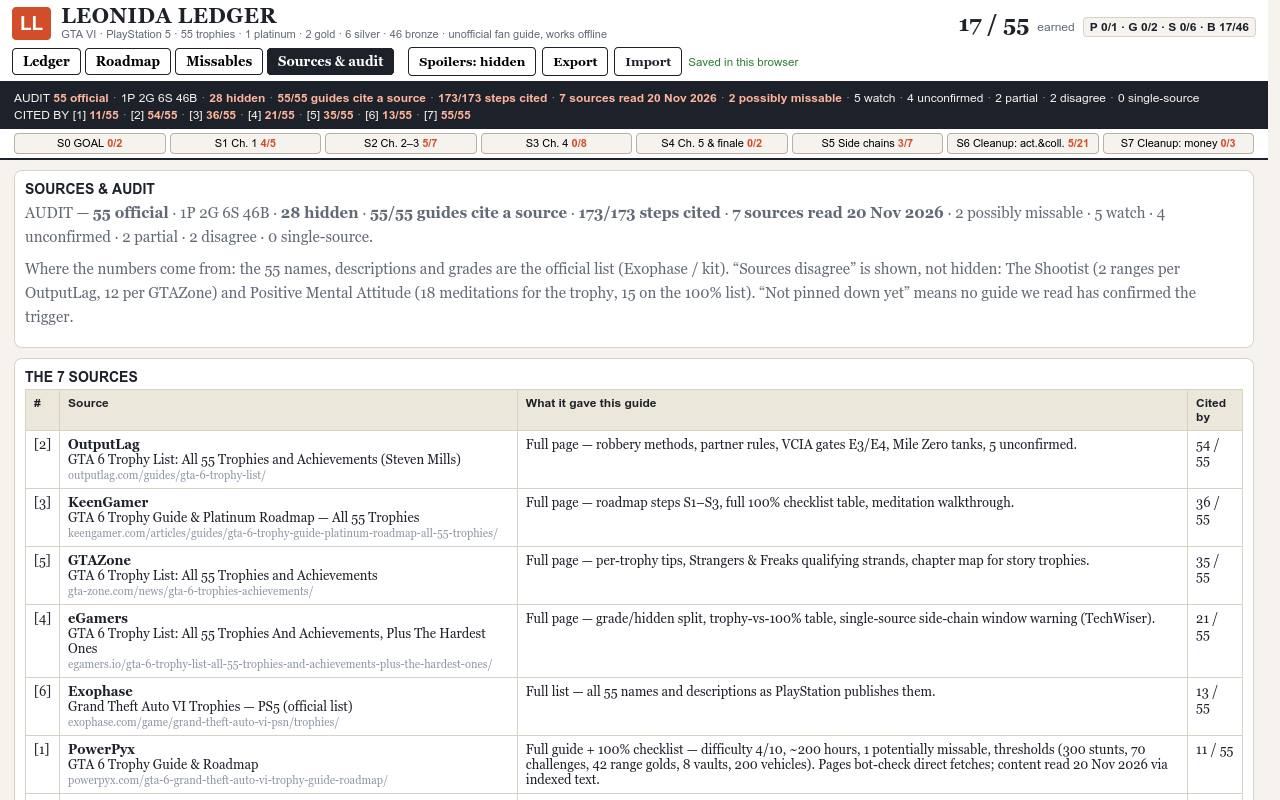 LL
LEONIDA LEDGER
GTA VI · PlayStation 5 · 55 trophies · 1 platinum · 2 gold · 6 silver · 46 bronze · unofficial fan guide, works offline
17 / 55 earned P 0/1 · G 0/2 · S 0/6 · B 17/46
Ledger Roadmap Missables Sources & audit Spoilers: hidden Export Import Saved in this browser
AUDIT 55 official · 1P 2G 6S 46B · 28 hidden · 55/55 guides cite a source · 173/173 steps cited · 7 sources read 20 Nov 2026 · 2 possibly missable · 5 watch · 4 unconfirmed · 2 partial · 2 disagree · 0 single-source
CITED BY [1] 11/55 · [2] 54/55 · [3] 36/55 · [4] 21/55 · [5] 35/55 · [6] 13/55 · [7] 55/55
S0 GOAL 0/2 S1 Ch. 1 4/5 S2 Ch. 2–3 5/7 S3 Ch. 4 0/8 S4 Ch. 5 & finale 0/2 S5 Side chains 3/7 S6 Cleanup: act.&coll. 5/21 S7 Cleanup: money 0/3
SOURCES & AUDIT
AUDIT — 55 official · 1P 2G 6S 46B · 28 hidden · 55/55 guides cite a source · 173/173 steps cited · 7 sources read 20 Nov 2026 · 2 possibly missable · 5 watch · 4
unconfirmed · 2 partial · 2 disagree · 0 single-source.
Where the numbers come from: the 55 names, descriptions and grades are the official list (Exophase / kit). “Sources disagree” is shown, not hidden: The Shootist (2 ranges per
OutputLag, 12 per GTAZone) and Positive Mental Attitude (18 meditations for the trophy, 15 on the 100% list). “Not pinned down yet” means no guide we read has confirmed the
trigger.
THE 7 SOURCES
# Source What it gave this guide Cited
by
[2] OutputLag Full page — robbery methods, partner rules, VCIA gates E3/E4, Mile Zero tanks, 5 unconfirmed. 54 /
GTA 6 Trophy List: All 55 Trophies and Achievements (Steven Mills) 55
outputlag.com/guides/gta-6-trophy-list/
[3] KeenGamer Full page — roadmap steps S1–S3, full 100% checklist table, meditation walkthrough. 36 /
GTA 6 Trophy Guide & Platinum Roadmap — All 55 Trophies 55
keengamer.com/articles/guides/gta-6-trophy-guide-platinum-roadmap-all-55-trophies/
[5] GTAZone Full page — per-trophy tips, Strangers & Freaks qualifying strands, chapter map for story trophies. 35 /
GTA 6 Trophy List: All 55 Trophies and Achievements 55
gta-zone.com/news/gta-6-trophies-achievements/
[4] eGamers Full page — grade/hidden split, trophy-vs-100% table, single-source side-chain window warning (TechWiser). 21 /
GTA 6 Trophy List: All 55 Trophies And Achievements, Plus The Hardest 55
Ones
egamers.io/gta-6-trophy-list-all-55-trophies-and-achievements-plus-the-hardest-ones/
[6] Exophase Full list — all 55 names and descriptions as PlayStation publishes them. 13 /
Grand Theft Auto VI Trophies — PS5 (official list) 55
exophase.com/game/grand-theft-auto-vi-psn/trophies/
[1] PowerPyx Full guide + 100% checklist — difficulty 4/10, ~200 hours, 1 potentially missable, thresholds (300 stunts, 70 11 / 55
GTA 6 Trophy Guide & Roadmap challenges, 42 range golds, 8 vaults, 200 vehicles). Pages bot-check direct fetches; content read 20 Nov 2026 via
powerpyx.com/gta-6-grand-theft-auto-vi-trophy-guide-roadmap/ indexed text.